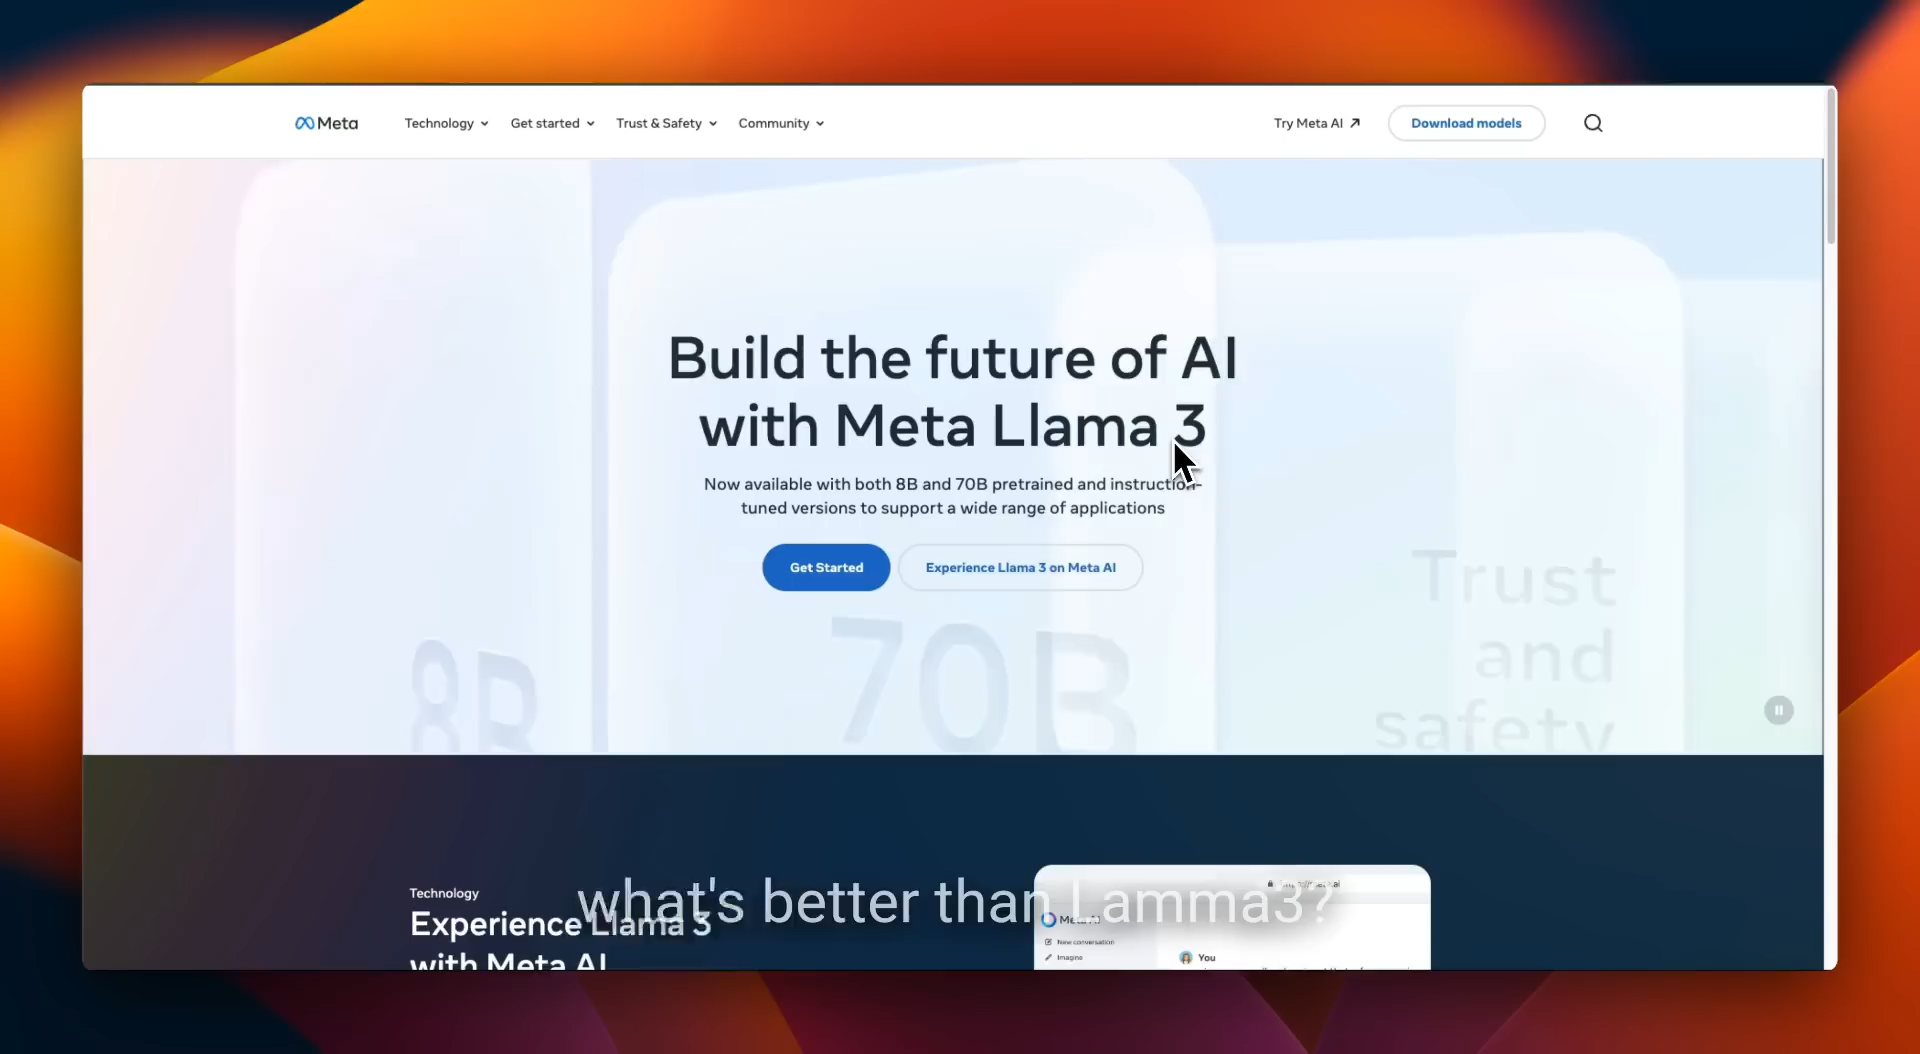 Meta
Technology
Get started
Trust & Safety
Community
Try Meta AI
Download models
Build the future of AI
with Meta Llama 3
Now available with both 8B and 70B pretrained and instruction-
tuned versions to support a wide range of applications
Get Started
Experience Llama 3 on Meta AI
8B
70B
Trust
and
safety
Technology
Experience Llama 3
with Meta AI
what's better than Lamma3?
Meta AI
New conversation
Imagine
You